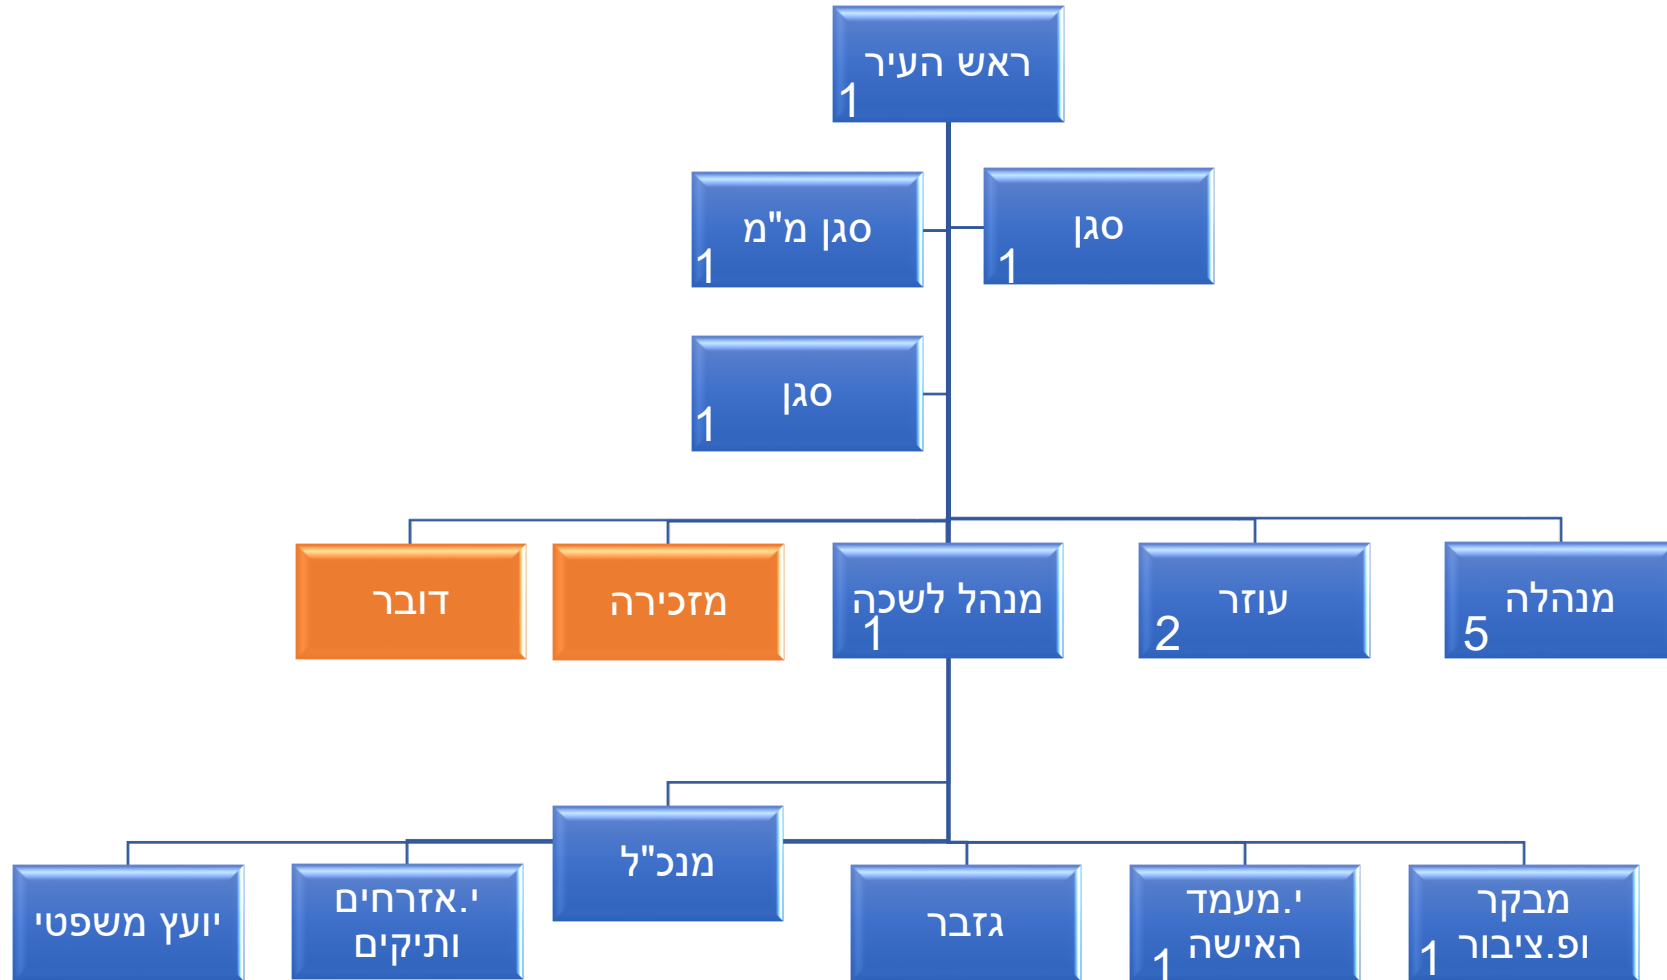 ראש העיר
1
סגן
1
סגן מ"מ
1
סגן
1
מנהלה
5
עוזר
2
מנהל לשכה
1
מזכירה
דובר
מנכ"ל
מבקר
ופ.ציבור
1
י.מעמד
האישה
1
גזבר
י.אזרחים
ותיקים
יועץ משפטי